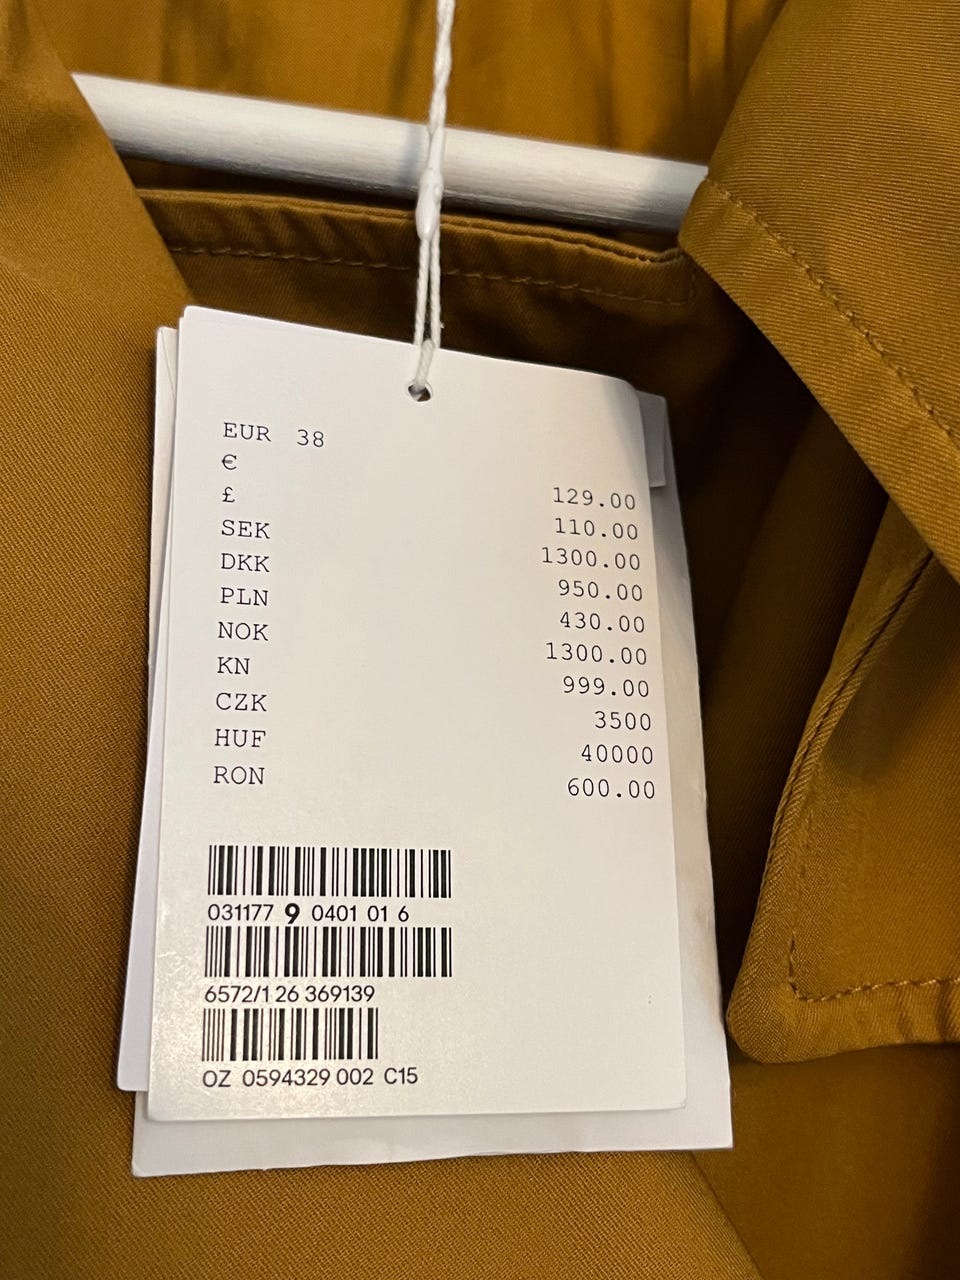 EUR 38
€ 129.00
£ 110.00
SEK 1300.00
DKK 950.00
PLN 430.00
NOK 1300.00
KN 999.00
CZK 3500
HUF 40000
RON 600.00
031177 9 0401 01 6
6572/1 26 369139
OZ 0594329 002 C15